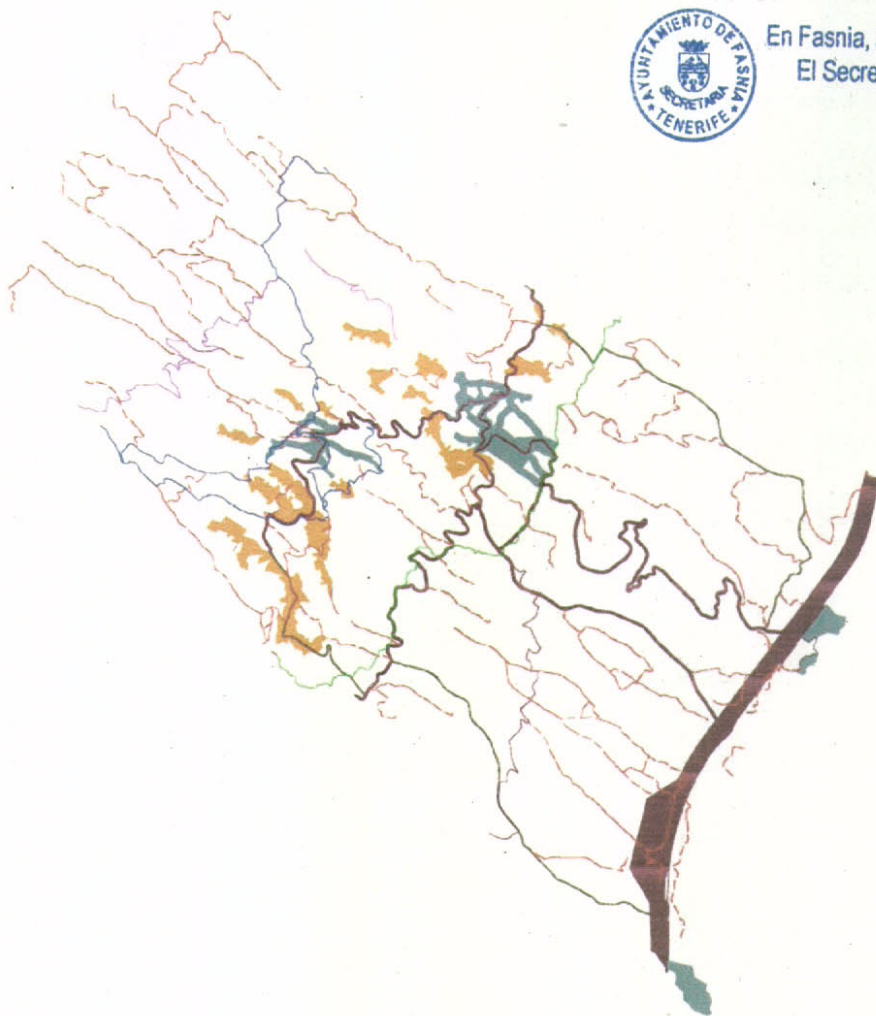 AYUNTAMIENTO DE FASNIA
SECRETARIA
TENERIFE
En Fasnia,
El Secre